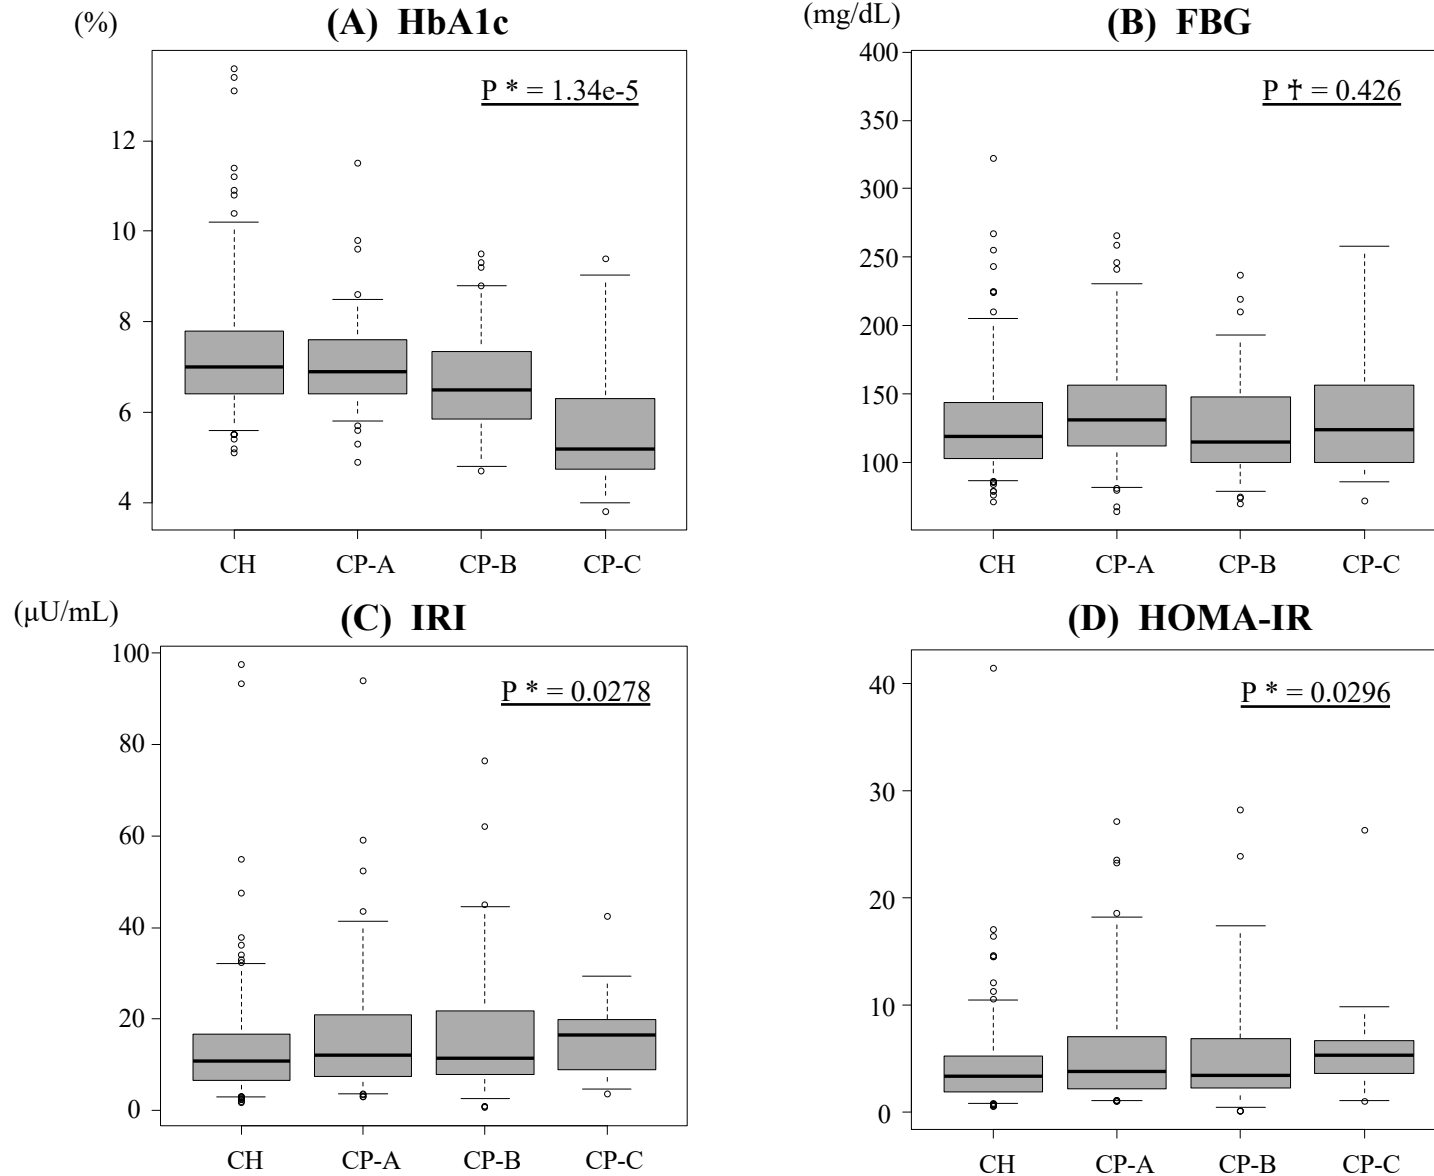 (%)
(A) HbA1c
P * = 1.34e-5
12
10
8
6
4
CH CP-A CP-B CP-C
(mg/dL)
(B) FBG
P ✝ = 0.426
400
350
300
250
200
150
100
CH CP-A CP-B CP-C
(μU/mL)
(C) IRI
P * = 0.0278
100
80
60
40
20
0
CH CP-A CP-B CP-C
(D) HOMA-IR
P * = 0.0296
40
30
20
10
0
CH CP-A CP-B CP-C